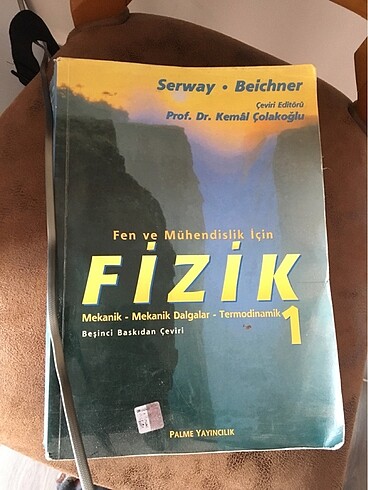 Serway • Beichner
Çeviri Editörü
Prof. Dr. Kemâl Çolakoğlu
Fen ve Mühendislik İçin
FİZİK
Mekanik - Mekanik Dalgalar - Termodinamik 1
Beşinci Baskıdan Çeviri
PALME YAYINCILIK